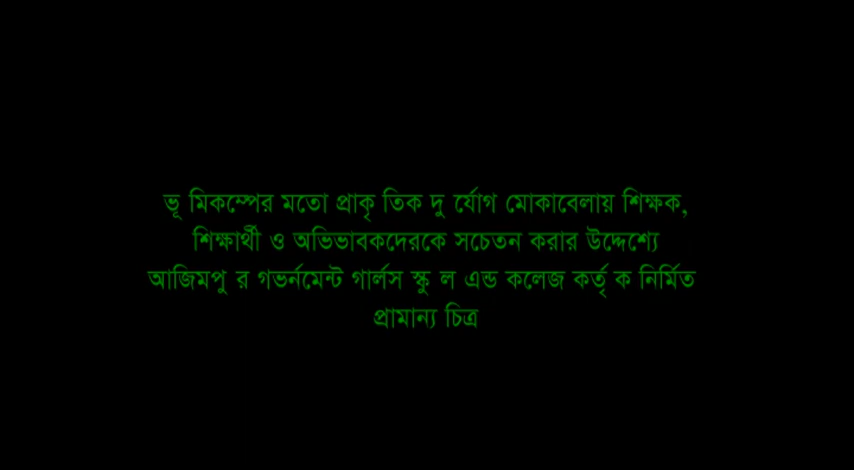 ভূমিকম্পের মতো প্রাকৃতিক দুর্যোগ মোকাবেলায় শিক্ষক,
শিক্ষার্থী ও অভিভাবকদেরকে সচেতন করার উদ্দেশ্যে
আজিমপুর গভর্নমেন্ট গার্লস স্কুল এন্ড কলেজ কর্তৃক নির্মিত
প্রামান্য চিত্র